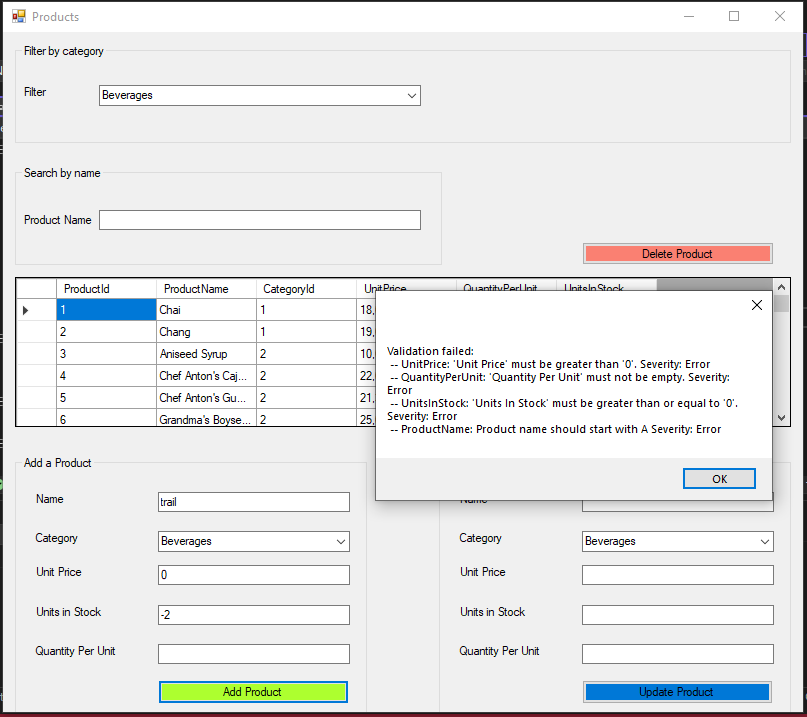 Products
Filter by category
Filter
Beverages
Search by name
Product Name
Delete Product
ProductId ProductName CategoryId UnitPrice QuantityPerUnit UnitsInStock
1 Chai 1 18,
2 Chang 1 19,
3 Aniseed Syrup 2 10,
4 Chef Anton's Caj... 2 22,
5 Chef Anton's Gu... 2 21,
6 Grandma's Boyse... 2 25,
Validation failed:
-- UnitPrice: 'Unit Price' must be greater than '0'. Severity: Error
-- QuantityPerUnit: 'Quantity Per Unit' must not be empty. Severity:
Error
-- UnitsInStock: 'Units In Stock' must be greater than or equal to '0'.
Severity: Error
-- ProductName: Product name should start with A Severity: Error
OK
Add a Product
Name
trail
Category
Beverages
Unit Price
0
Units in Stock
-2
Quantity Per Unit
Add Product
Name
Category
Beverages
Unit Price
Units in Stock
Quantity Per Unit
Update Product